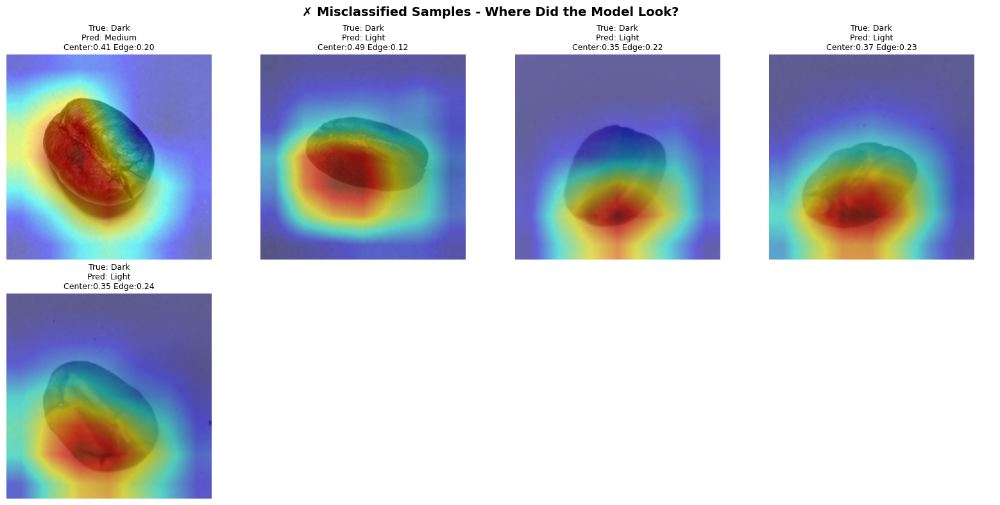 ✗ Misclassified Samples - Where Did the Model Look?
True: Dark
Pred: Medium
Center:0.41 Edge:0.20
True: Dark
Pred: Light
Center:0.49 Edge:0.12
True: Dark
Pred: Light
Center:0.35 Edge:0.22
True: Dark
Pred: Light
Center:0.37 Edge:0.23
True: Dark
Pred: Light
Center:0.35 Edge:0.24